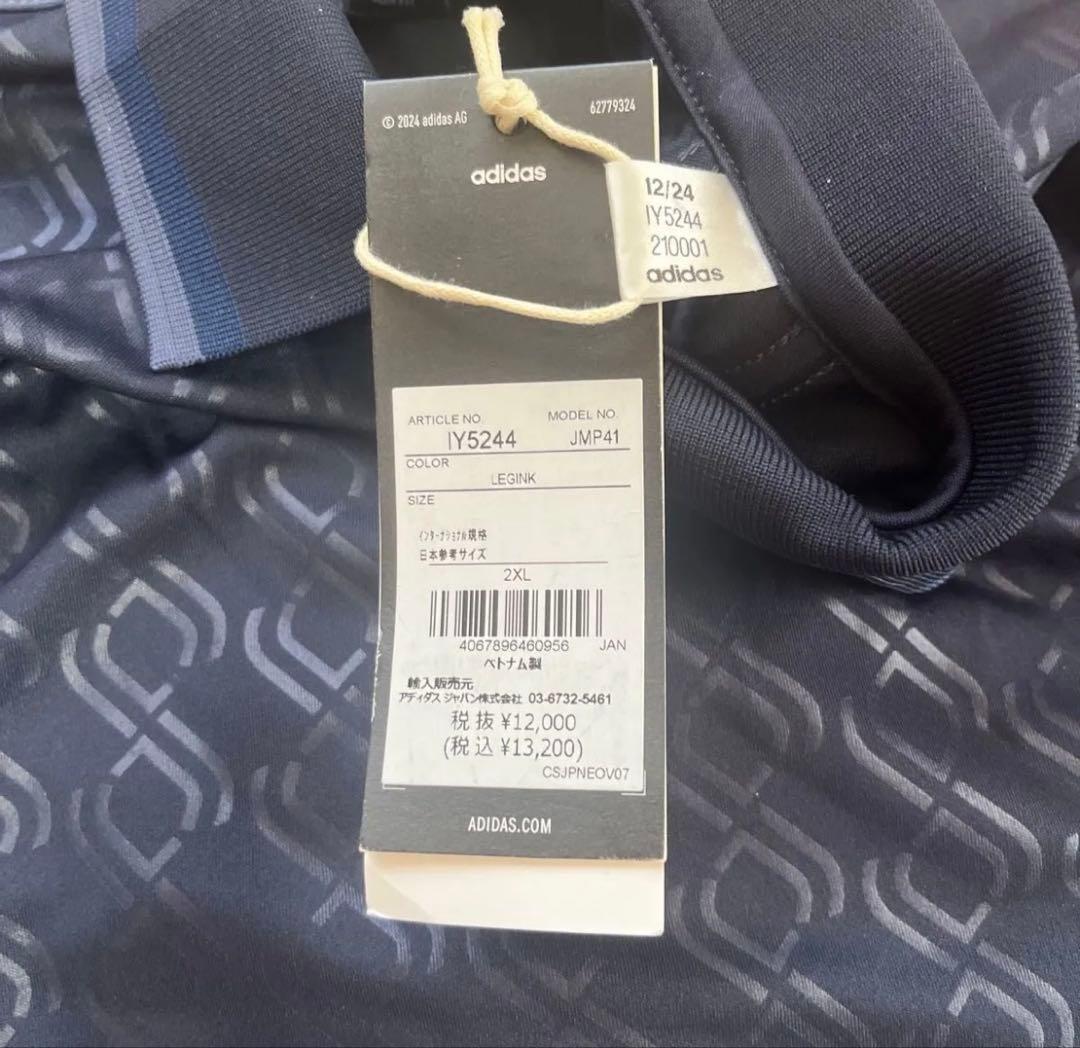 © 2024 adidas AG
62779324
adidas
12/24
IY5244
210001
adidas
ARTICLE NO. MODEL NO.
IY5244 JMP41
COLOR
LEGINK
SIZE
インターナショナル規格
日本参考サイズ
2XL
4067896460956 JAN
ベトナム製
輸入販売元
アディダス ジャパン株式会社 03-6732-5461
税抜 ¥12,000
(税込 ¥13,200)
CSJPNEOV07
ADIDAS.COM